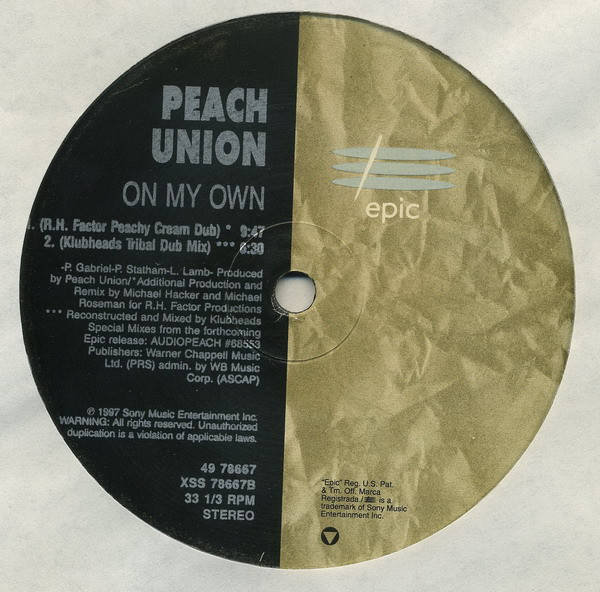 PEACH
UNION
ON MY OWN
1. (R.H. Factor Peachy Cream Dub) * 9:47
2. (Klubheads Tribal Dub Mix) *** 6:30
-P. Gabriel-P. Statham-L. Lamb- Produced
by Peach Union/*Additional Production and
Remix by Michael Hacker and Michael
Roseman for R.H. Factor Productions
*** Reconstructed and Mixed by Klubheads
Special Mixes from the forthcoming
Epic release: AUDIOPEACH #68553
Publishers: Warner Chappell Music
Ltd. (PRS) admin. by WB Music
Corp. (ASCAP)
℗ 1997 Sony Music Entertainment Inc.
WARNING: All rights reserved. Unauthorized
duplication is a violation of applicable laws.
49 78667
XSS 78667B
33 1/3 RPM
STEREO
epic
"Epic" Reg. U.S. Pat.
& Tm. Off. Marca
Registrada./ is a
trademark of Sony Music
Entertainment Inc.